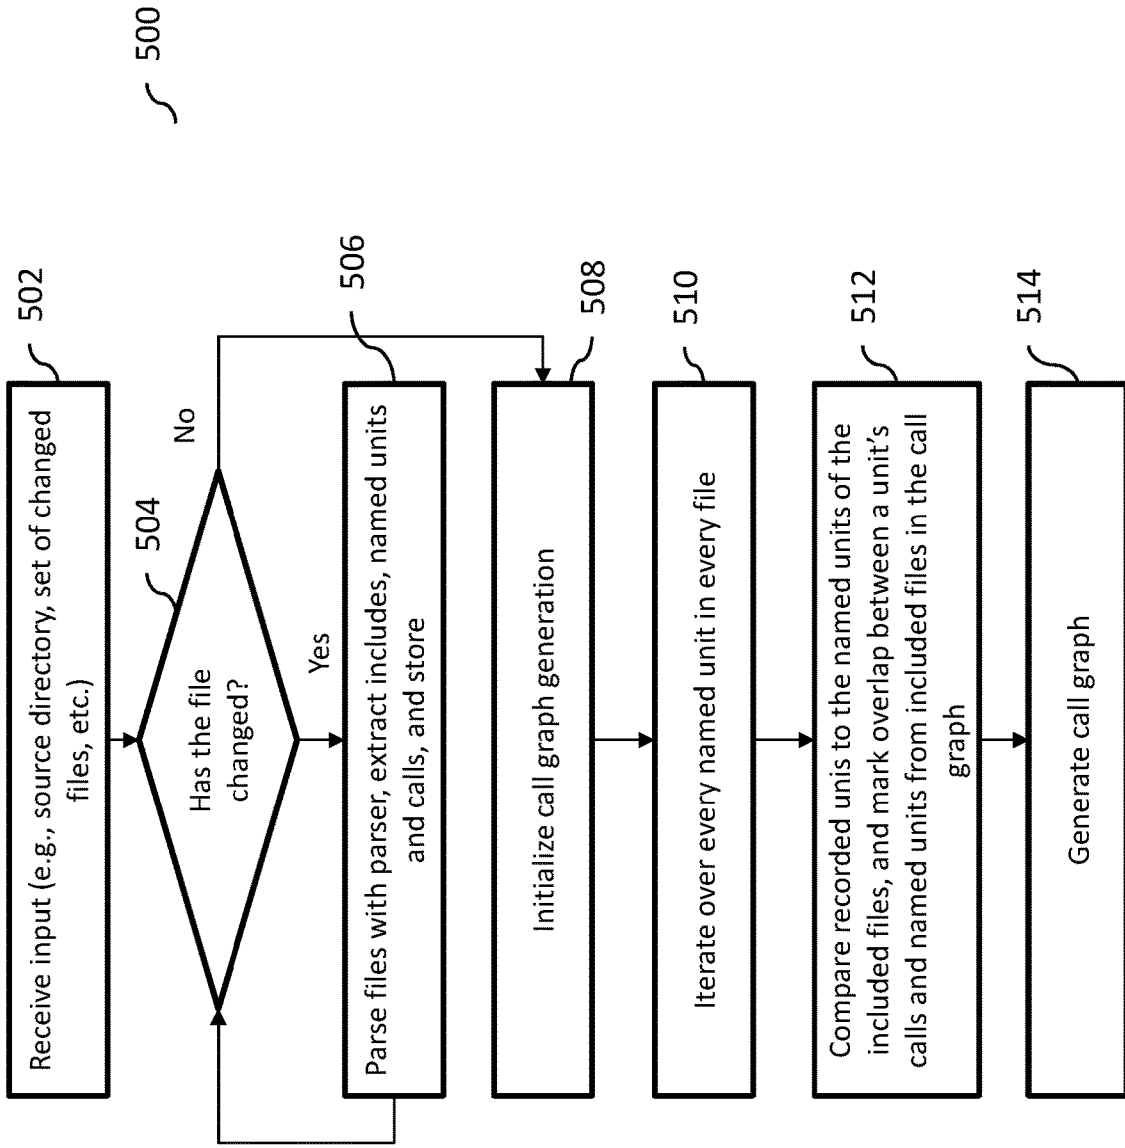 500
502
Receive input (e.g., source directory, set of changed
files, etc.)
504
Has the file
changed?
No
Yes
506
Parse files with parser, extract includes, named units
and calls, and store
508
Initialize call graph generation
510
Iterate over every named unit in every file
512
Compare recorded unis to the named units of the
included files, and mark overlap between a unit's
calls and named units from included files in the call
graph
514
Generate call graph